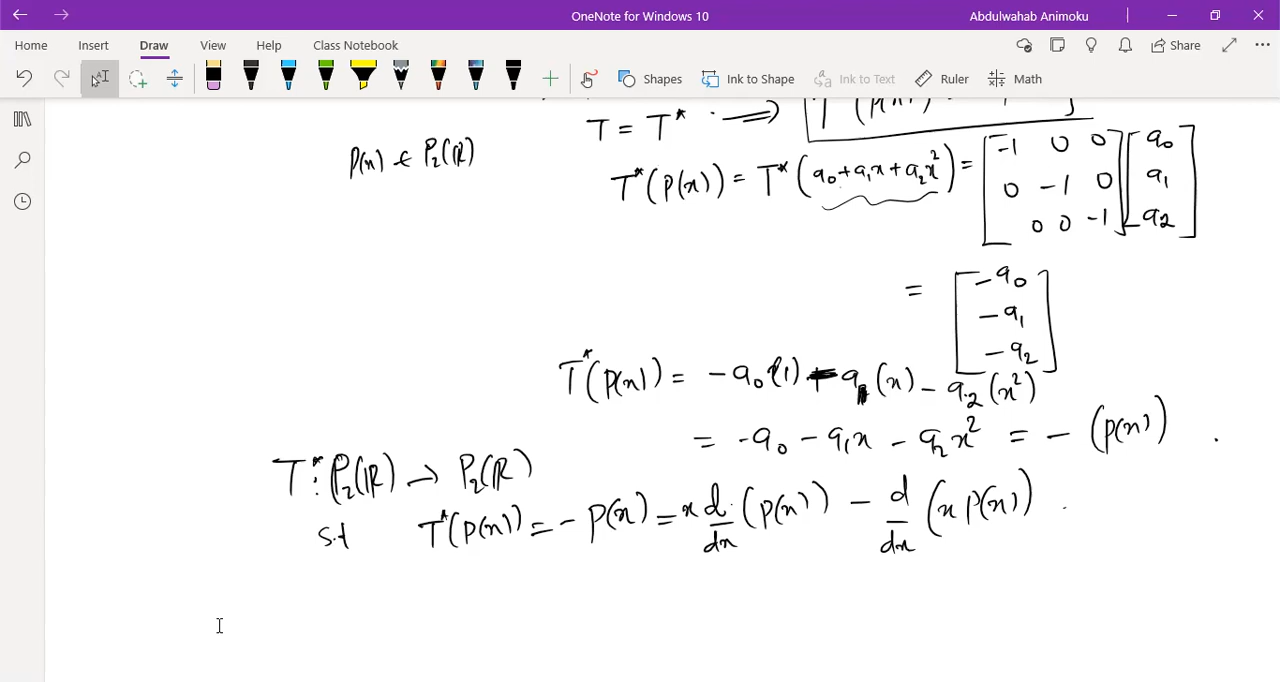 OneNote for Windows 10
Abdulwahab Animoku
Home Insert Draw View Help Class Notebook Share
Shapes Ink to Shape Ink to Text Ruler Math
T = T* ⟹
P(x) ∈ P₂(ℝ)
T*(P(x)) = T*(a₀+a₁x+a₂x²) = [-1 0 0; 0 -1 0; 0 0 -1][a₀; a₁; a₂]
= [-a₀; -a₁; -a₂]
T*(P(x)) = -a₀(1) - a₁(x) - a₂(x²)
= -a₀ - a₁x - a₂x² = -(P(x)).
T*: P₂(ℝ) → P₂(ℝ)
s.t T*(P(x)) = -P(x) = x d/dx (P(x)) - d/dx (x P(x)).